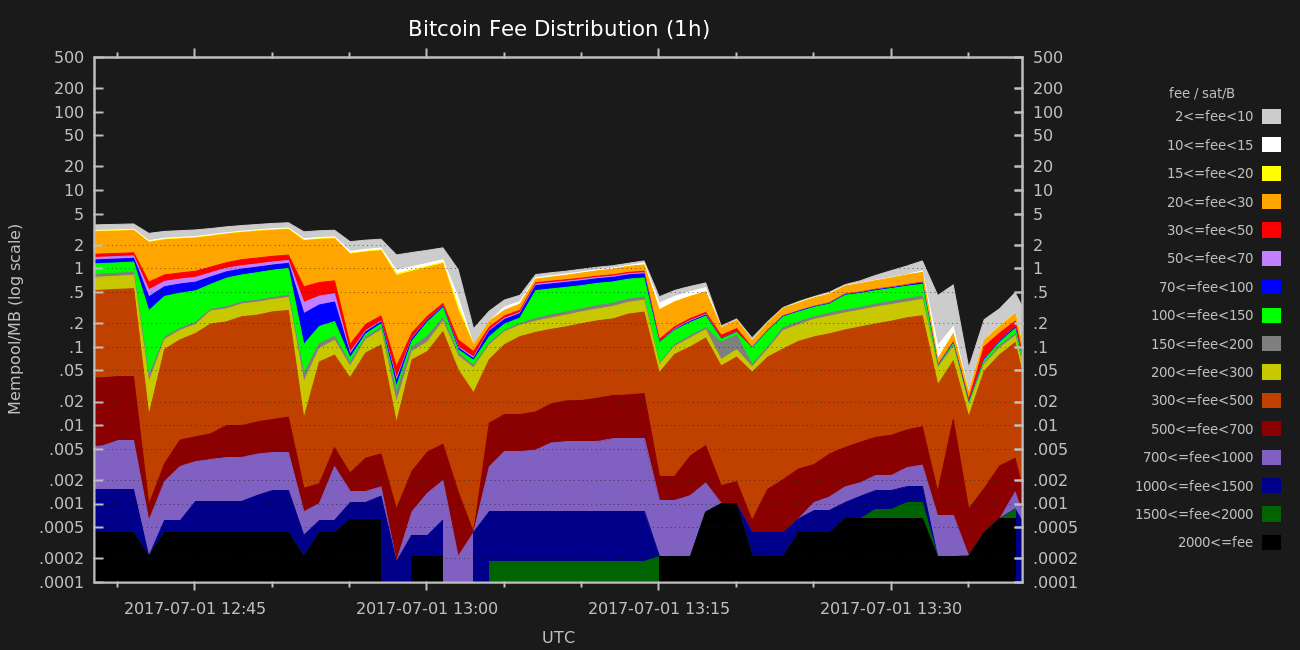 Bitcoin Fee Distribution (1h)
500 500
200 200
100 100
50 50
20 20
10 10
5 5
2 2
1 1
.5 .5
.2 .2
.1 .1
.05 .05
.02 .02
.01 .01
.005 .005
.002 .002
.001 .001
.0005 .0005
.0002 .0002
.0001 .0001
Mempool/MB (log scale)
2017-07-01 12:45 2017-07-01 13:00 2017-07-01 13:15 2017-07-01 13:30
UTC
fee / sat/B
2<=fee<10
10<=fee<15
15<=fee<20
20<=fee<30
30<=fee<50
50<=fee<70
70<=fee<100
100<=fee<150
150<=fee<200
200<=fee<300
300<=fee<500
500<=fee<700
700<=fee<1000
1000<=fee<1500
1500<=fee<2000
2000<=fee